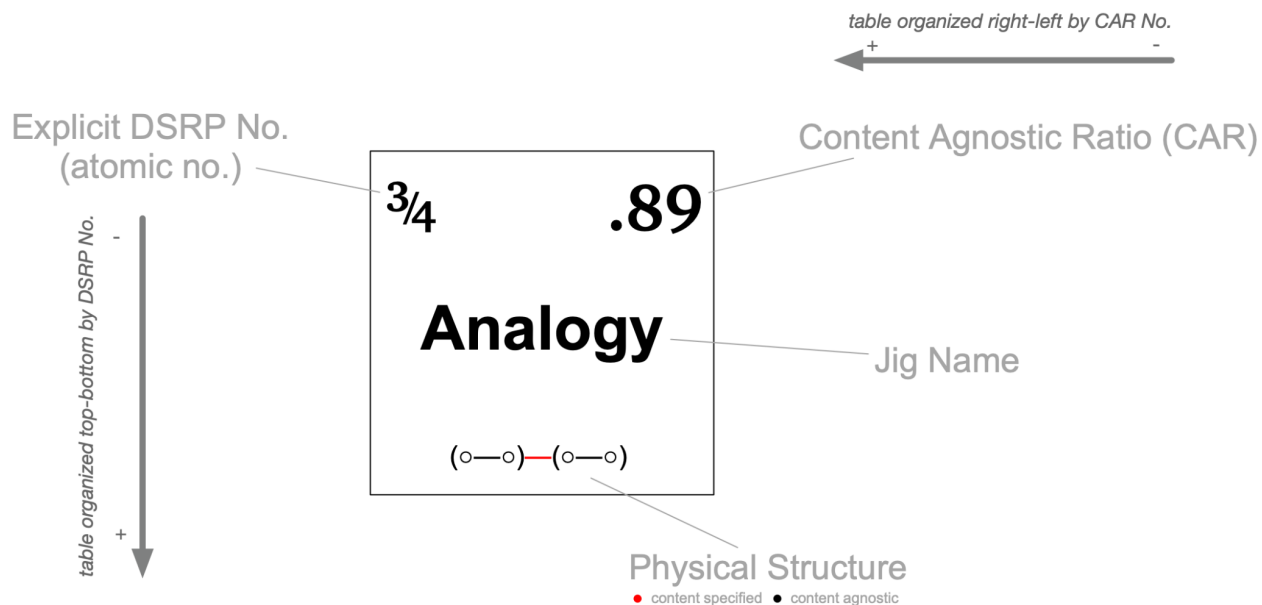 table organized right-left by CAR No.
+ -
Explicit DSRP No.
(atomic no.)
Content Agnostic Ratio (CAR)
¾ .89
table organized top-bottom by DSRP No.
-
+
Analogy
Jig Name
(○—○)—(○—○)
Physical Structure
● content specified ● content agnostic